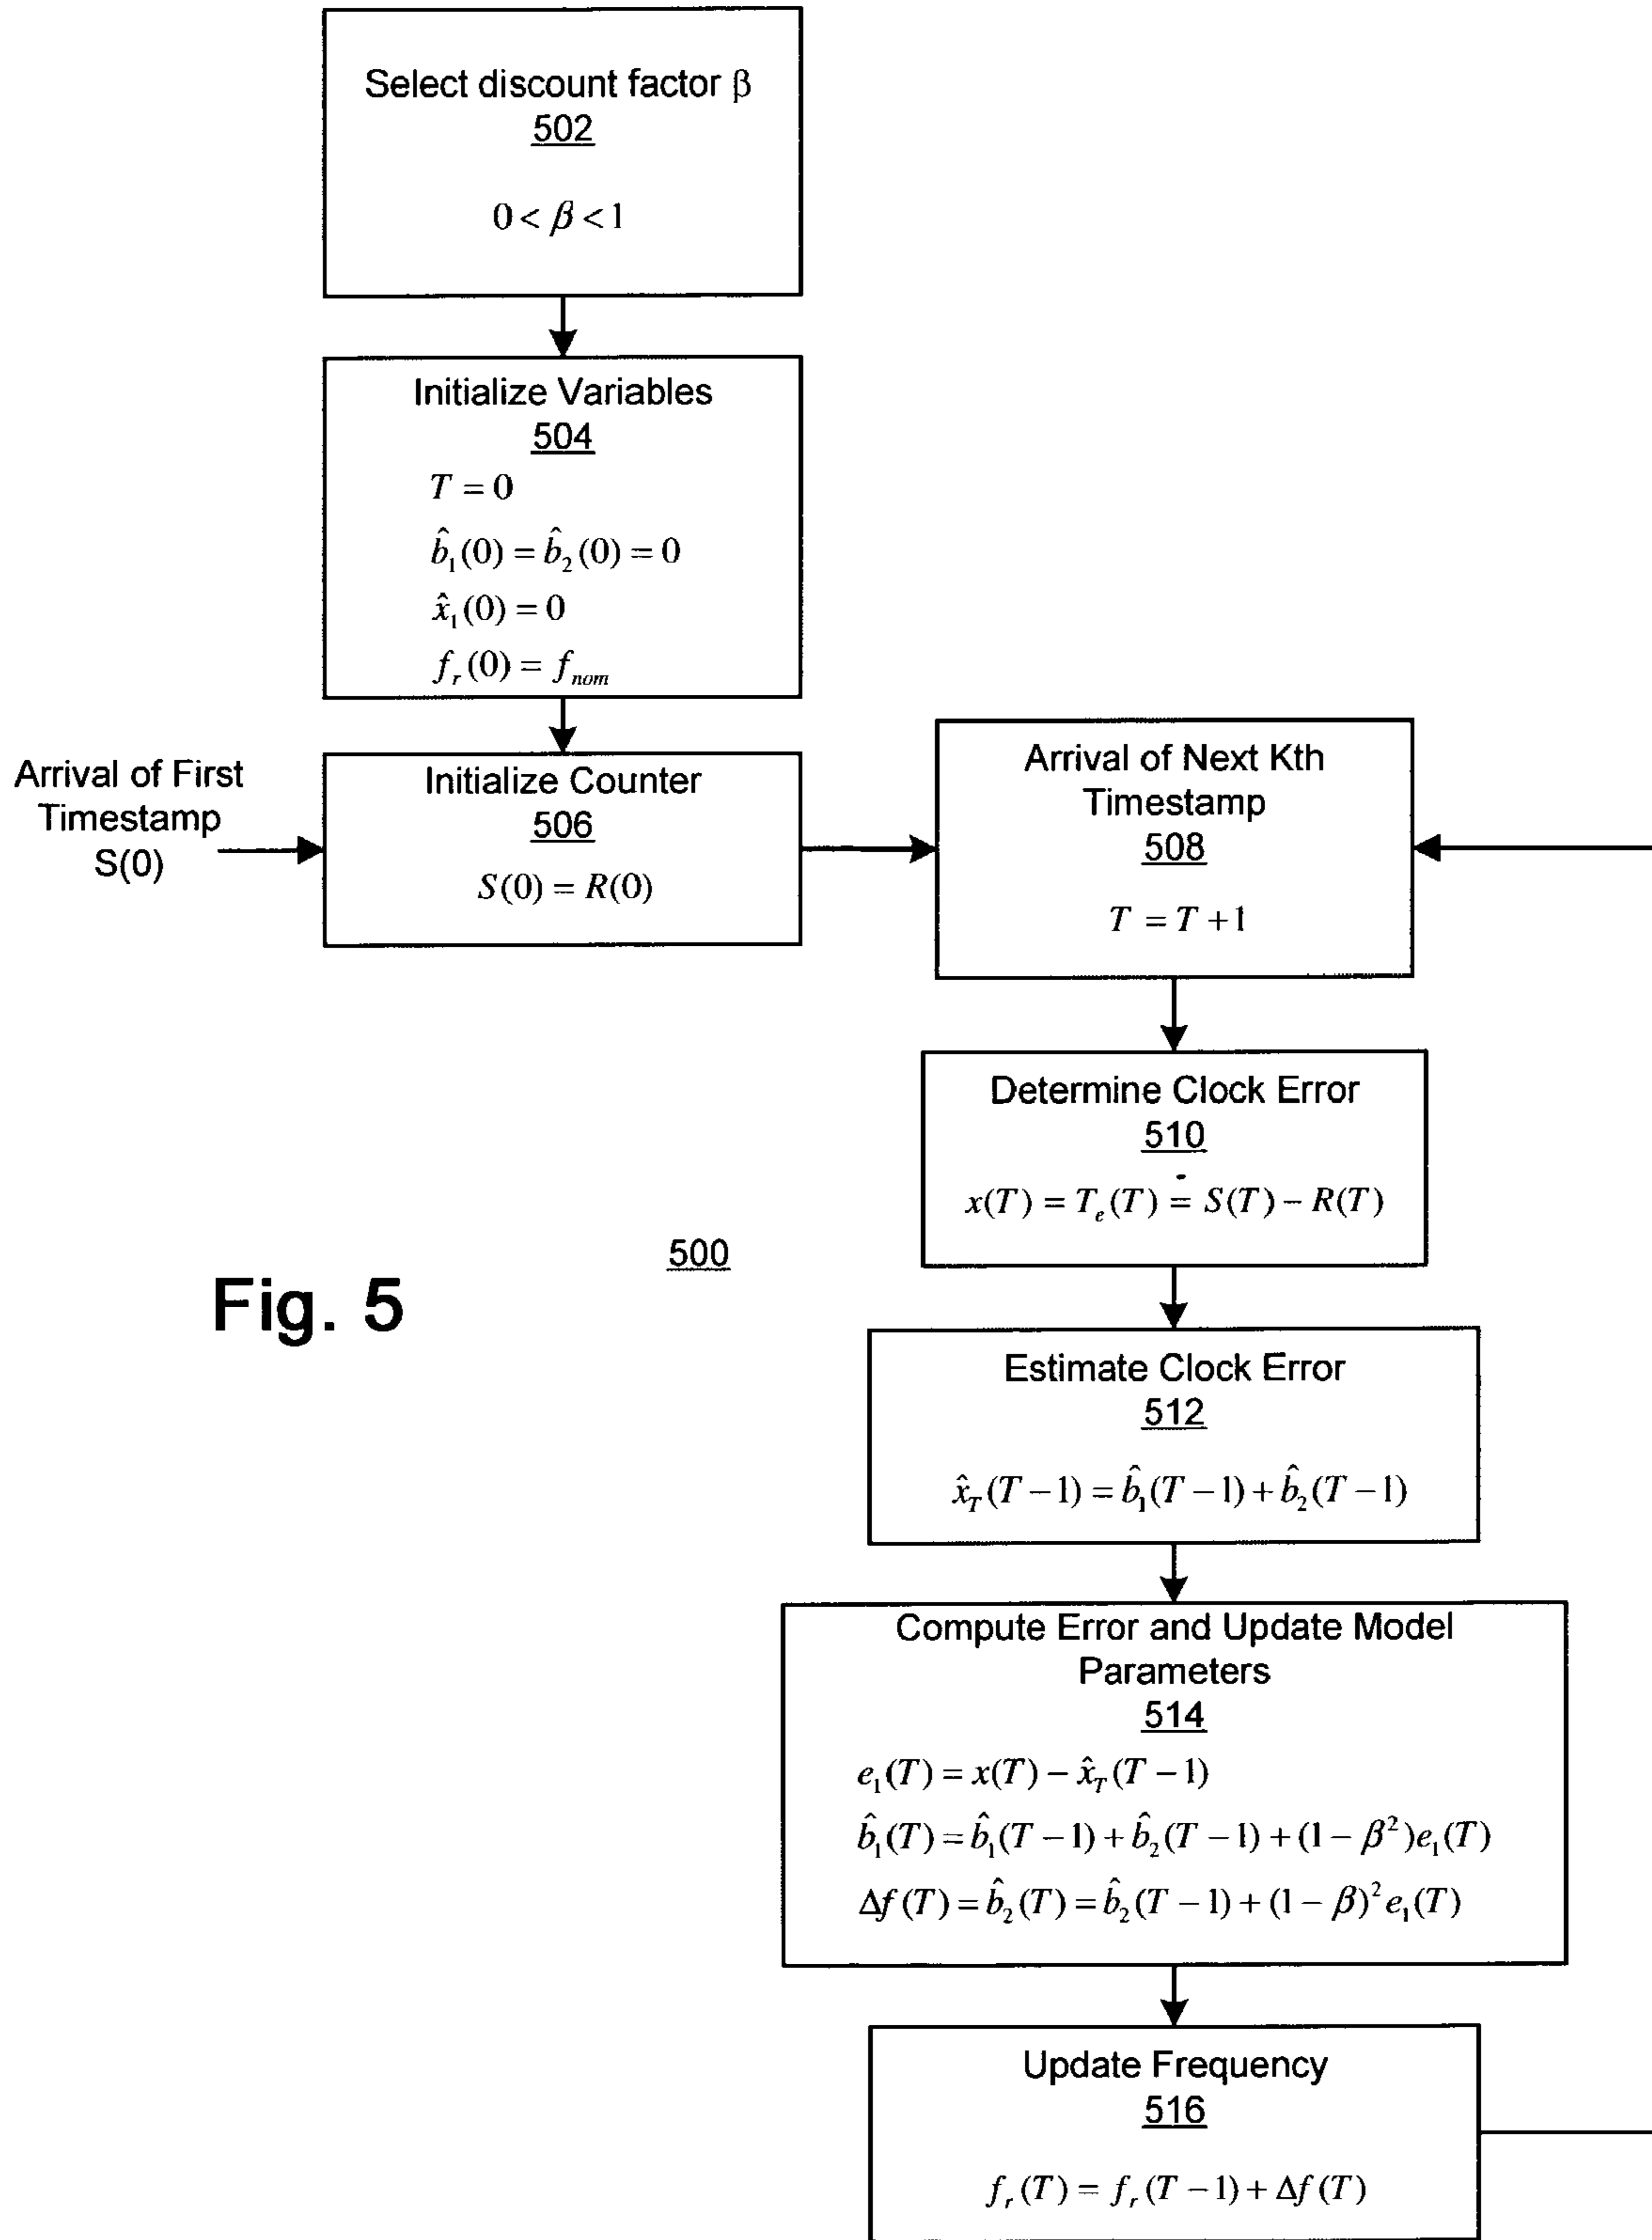 Select discount factor β
502
0 < β < 1
Initialize Variables
504
T = 0
b̂₁(0) = b̂₂(0) = 0
x̂₁(0) = 0
fᵣ(0) = f_nom
Arrival of First
Timestamp
S(0)
Initialize Counter
506
S(0) = R(0)
Arrival of Next Kth
Timestamp
508
T = T + 1
Determine Clock Error
510
x(T) = Tₑ(T) = S(T) − R(T)
500
Fig. 5
Estimate Clock Error
512
x̂_T(T − 1) = b̂₁(T − 1) + b̂₂(T − 1)
Compute Error and Update Model
Parameters
514
e₁(T) = x(T) − x̂_T(T − 1)
b̂₁(T) = b̂₁(T − 1) + b̂₂(T − 1) + (1 − β²)e₁(T)
Δf(T) = b̂₂(T) = b̂₂(T − 1) + (1 − β)²e₁(T)
Update Frequency
516
fᵣ(T) = fᵣ(T − 1) + Δf(T)